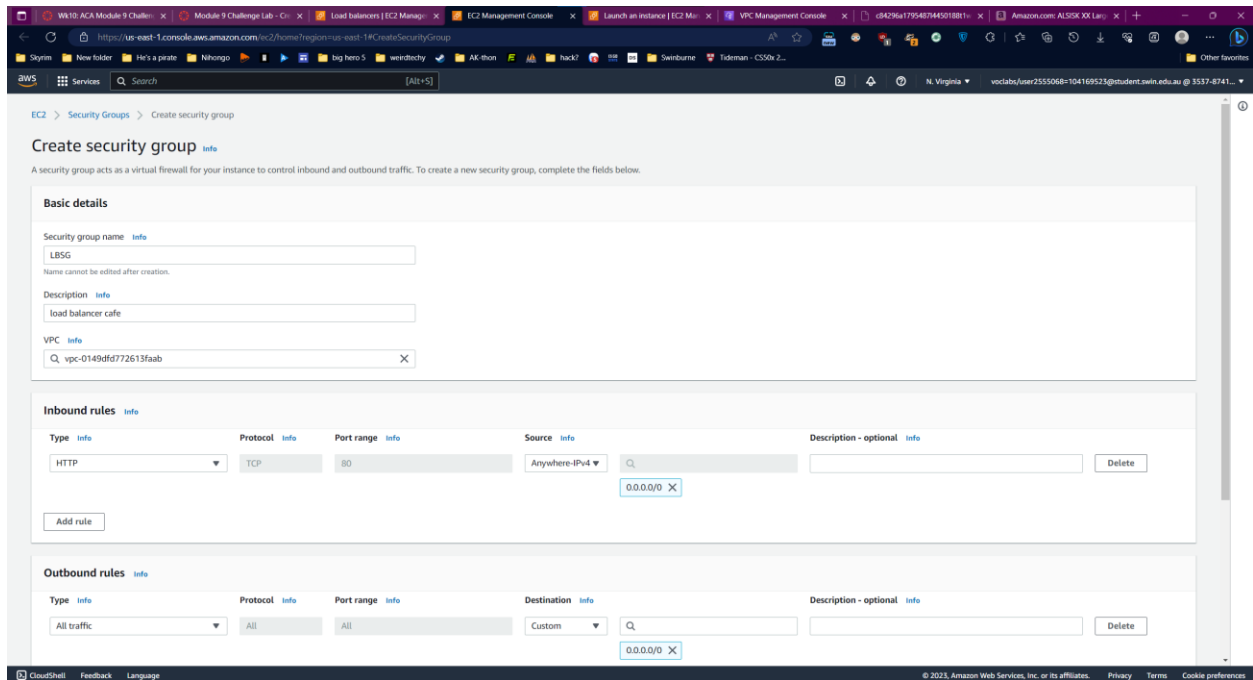 Wk10: ACA Module 9 Challen
Module 9 Challenge Lab - Cre
Load balancers | EC2 Manage
EC2 Management Console
Launch an instance | EC2 Man
VPC Management Console
Amazon.com: ALSISK XX Larg
https://us-east-1.console.aws.amazon.com/ec2/home?region=us-east-1#CreateSecurityGroup
Skyrim New folder He's a pirate Nihongo big hero 5 weirdtechy AK-thon hack? Swinburne Tideman - CS50x 2... Other favorites
aws Services Search [Alt+S] N. Virginia voclabs/user2555068=104169523@student.swin.edu.au @ 3537-8741...
EC2 > Security Groups > Create security group
Create security group Info
A security group acts as a virtual firewall for your instance to control inbound and outbound traffic. To create a new security group, complete the fields below.
Basic details
Security group name Info
LBSG
Name cannot be edited after creation.
Description Info
load balancer cafe
VPC Info
vpc-0149dfd772613faab
Inbound rules Info
Type Info Protocol Info Port range Info Source Info Description - optional Info
HTTP TCP 80 Anywhere-IPv4 Delete
0.0.0.0/0
Add rule
Outbound rules Info
Type Info Protocol Info Port range Info Destination Info Description - optional Info
All traffic All All Custom Delete
0.0.0.0/0
CloudShell Feedback Language © 2023, Amazon Web Services, Inc. or its affiliates. Privacy Terms Cookie preferences